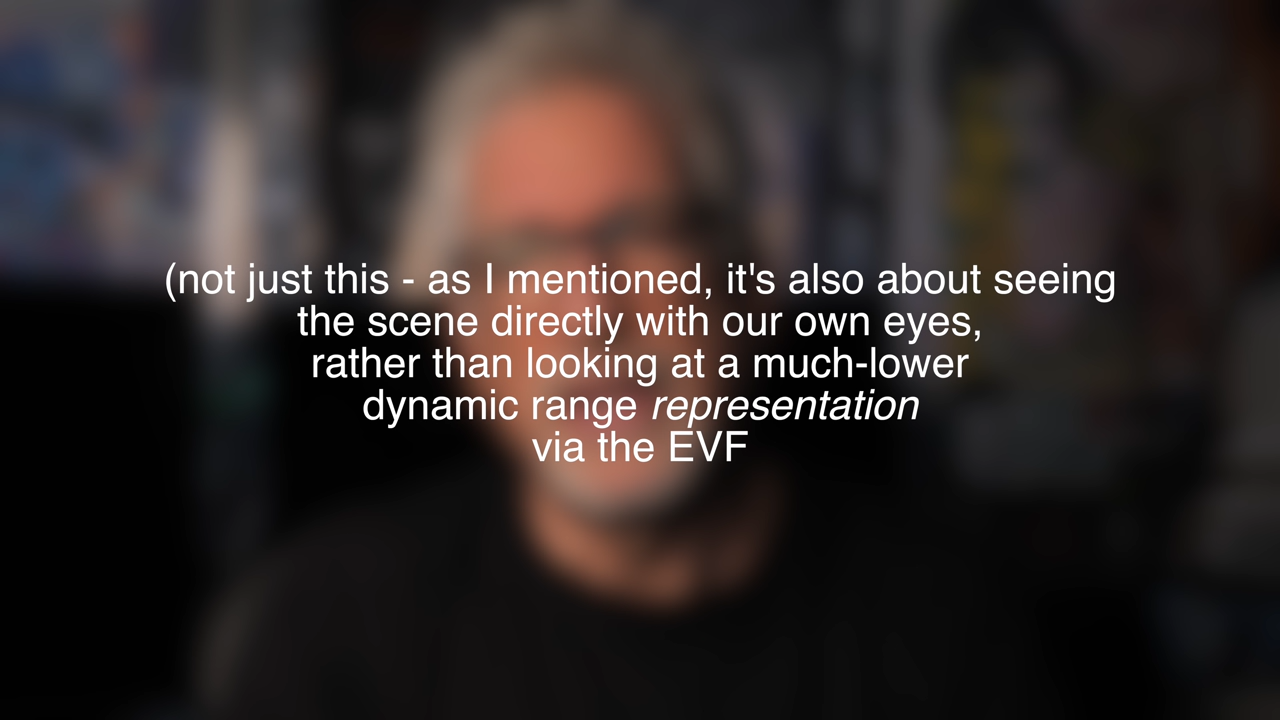 (not just this - as I mentioned, it's also about seeing
the scene directly with our own eyes,
rather than looking at a much-lower
dynamic range representation
via the EVF